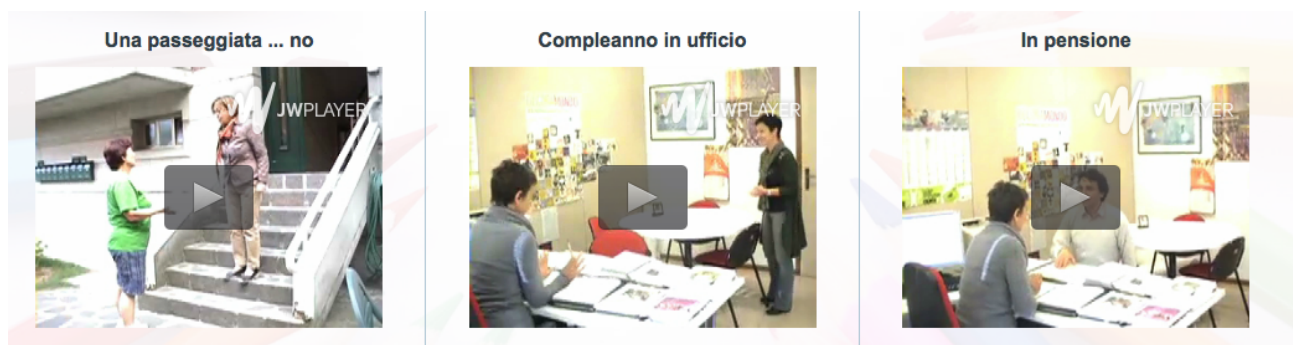 Una passeggiata ... no
Compleanno in ufficio
In pensione
JWPLAYER
JWPLAYER
JWPLAYER